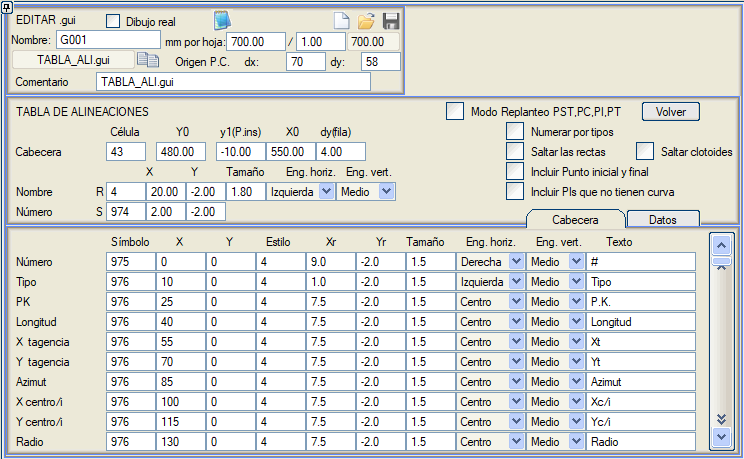 EDITAR .gui Dibujo real
Nombre: G001 mm por hoja: 700.00 / 1.00 700.00
TABLA_ALI.gui Origen P.C. dx: 70 dy: 58
Comentario TABLA_ALI.gui
TABLA DE ALINEACIONES Modo Replanteo PST,PC,PI,PT Volver
Célula Y0 y1(P.ins) X0 dy(fila) Numerar por tipos
Cabecera 43 480.00 -10.00 550.00 4.00 Saltar las rectas Saltar clotoides
X Y Tamaño Eng. horiz. Eng. vert. Incluir Punto inicial y final
Nombre R 4 20.00 -2.00 1.80 Izquierda Medio Incluir PIs que no tienen curva
Número S 974 2.00 -2.00
Cabecera Datos
Símbolo X Y Estilo Xr Yr Tamaño Eng. horiz. Eng. vert. Texto
Número 975 0 0 4 9.0 -2.0 1.5 Derecha Medio #
Tipo 976 10 0 4 1.0 -2.0 1.5 Izquierda Medio Tipo
PK 976 25 0 4 7.5 -2.0 1.5 Centro Medio P.K.
Longitud 976 40 0 4 7.5 -2.0 1.5 Centro Medio Longitud
X tagencia 976 55 0 4 7.5 -2.0 1.5 Centro Medio Xt
Y tagencia 976 70 0 4 7.5 -2.0 1.5 Centro Medio Yt
Azimut 976 85 0 4 7.5 -2.0 1.5 Centro Medio Azimut
X centro/i 976 100 0 4 7.5 -2.0 1.5 Centro Medio Xc/i
Y centro/i 976 115 0 4 7.5 -2.0 1.5 Centro Medio Yc/i
Radio 976 130 0 4 7.5 -2.0 1.5 Centro Medio Radio